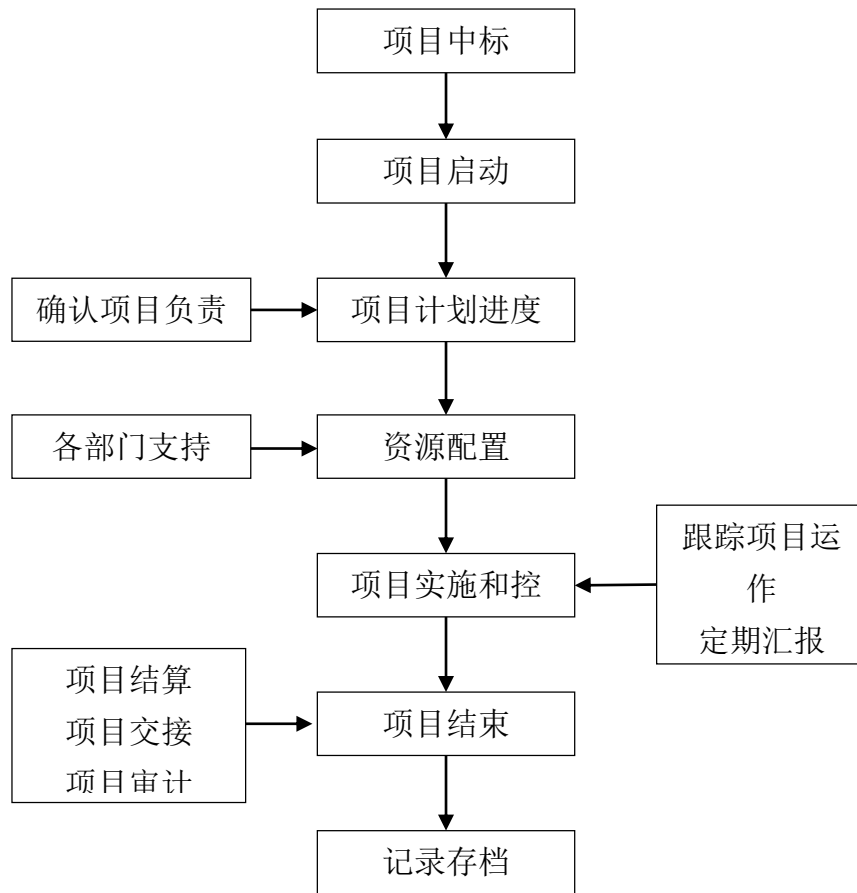 项目中标
项目启动
确认项目负责
项目计划进度
各部门支持
资源配置
跟踪项目运
作
定期汇报
项目实施和控
项目结算
项目交接
项目审计
项目结束
记录存档